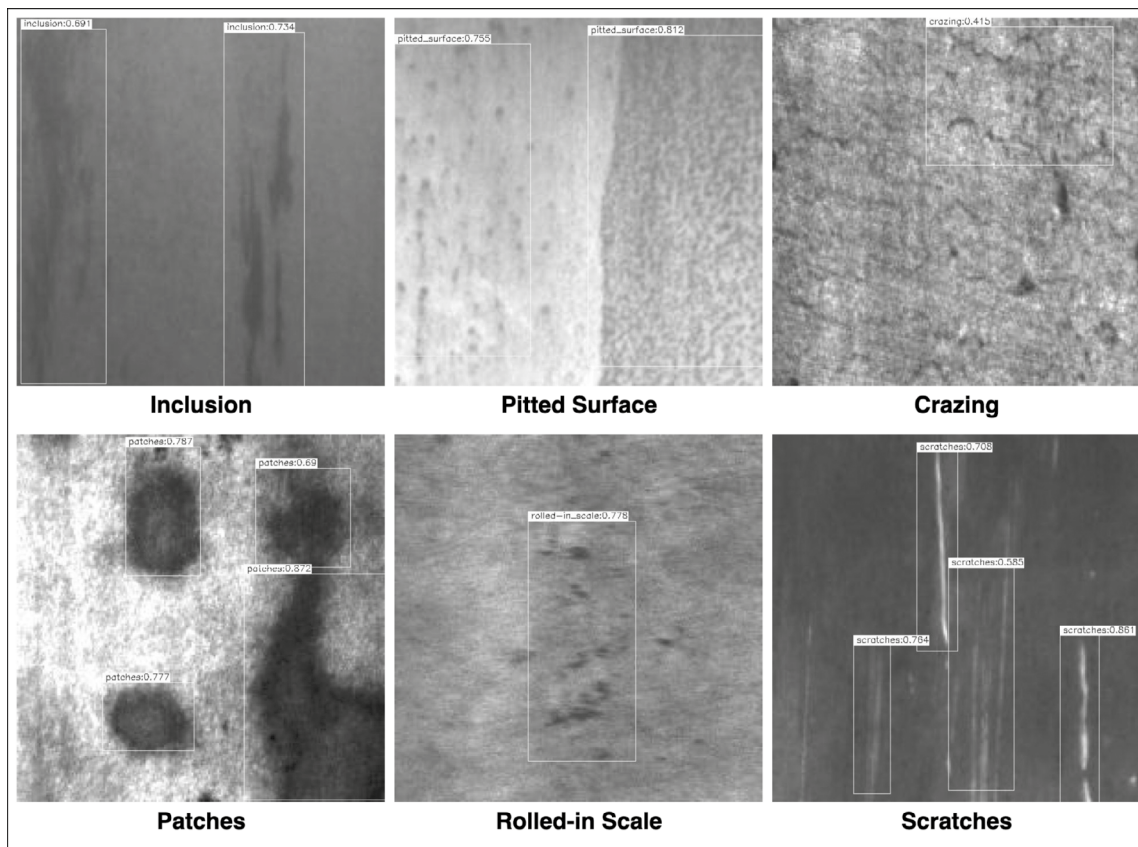 inclusion:0.691
inclusion:0.734
pitted_surface:0.755
pitted_surface:0.812
crazing:0.415
Inclusion
Pitted Surface
Crazing
patches:0.787
patches:0.69
patches:0.872
patches:0.777
rolled-in_scale:0.778
scratches:0.708
scratches:0.585
scratches:0.764
scratches:0.861
Patches
Rolled-in Scale
Scratches